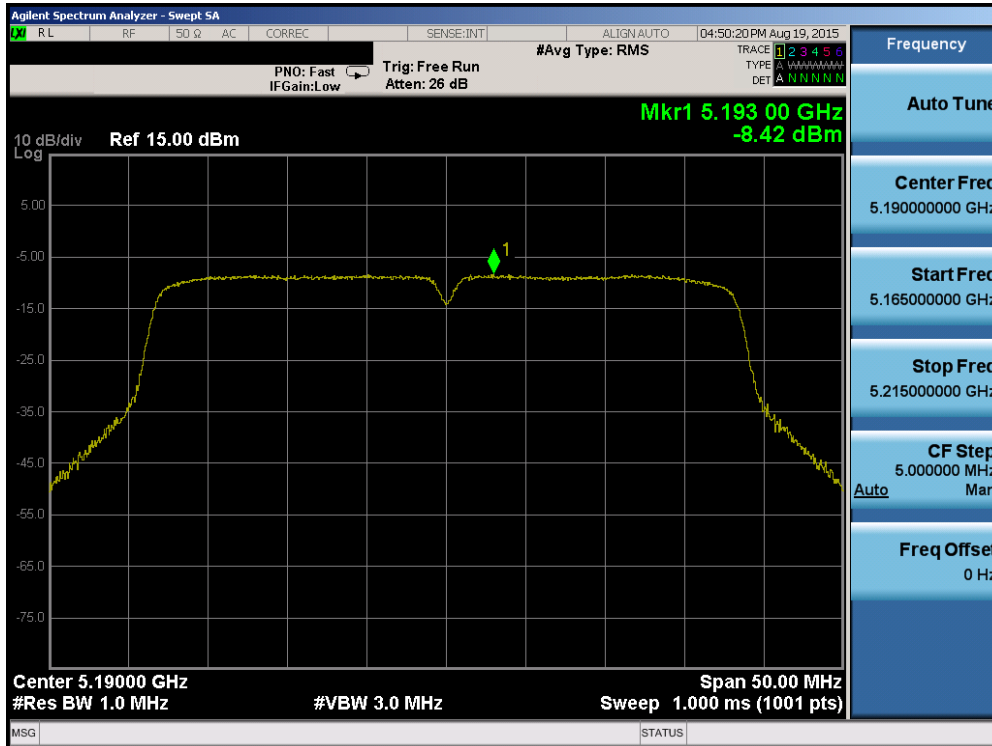 Agilent Spectrum Analyzer - Swept SA
LXI RL RF 50 Ω AC CORREC SENSE:INT ALIGN AUTO 04:50:20 PM Aug 19, 2015
#Avg Type: RMS TRACE 1 2 3 4 5 6
PNO: Fast Trig: Free Run TYPE A WWWWW
IFGain:Low Atten: 26 dB DET A N N N N N
Mkr1 5.193 00 GHz
-8.42 dBm
10 dB/div Ref 15.00 dBm
Log
5.00
-5.00
1
-15.0
-25.0
-35.0
-45.0
-55.0
-65.0
-75.0
Center 5.19000 GHz Span 50.00 MHz
#Res BW 1.0 MHz #VBW 3.0 MHz Sweep 1.000 ms (1001 pts)
MSG STATUS
Frequency
Auto Tune
Center Freq
5.190000000 GHz
Start Freq
5.165000000 GHz
Stop Freq
5.215000000 GHz
CF Step
5.000000 MHz
Auto Man
Freq Offset
0 Hz